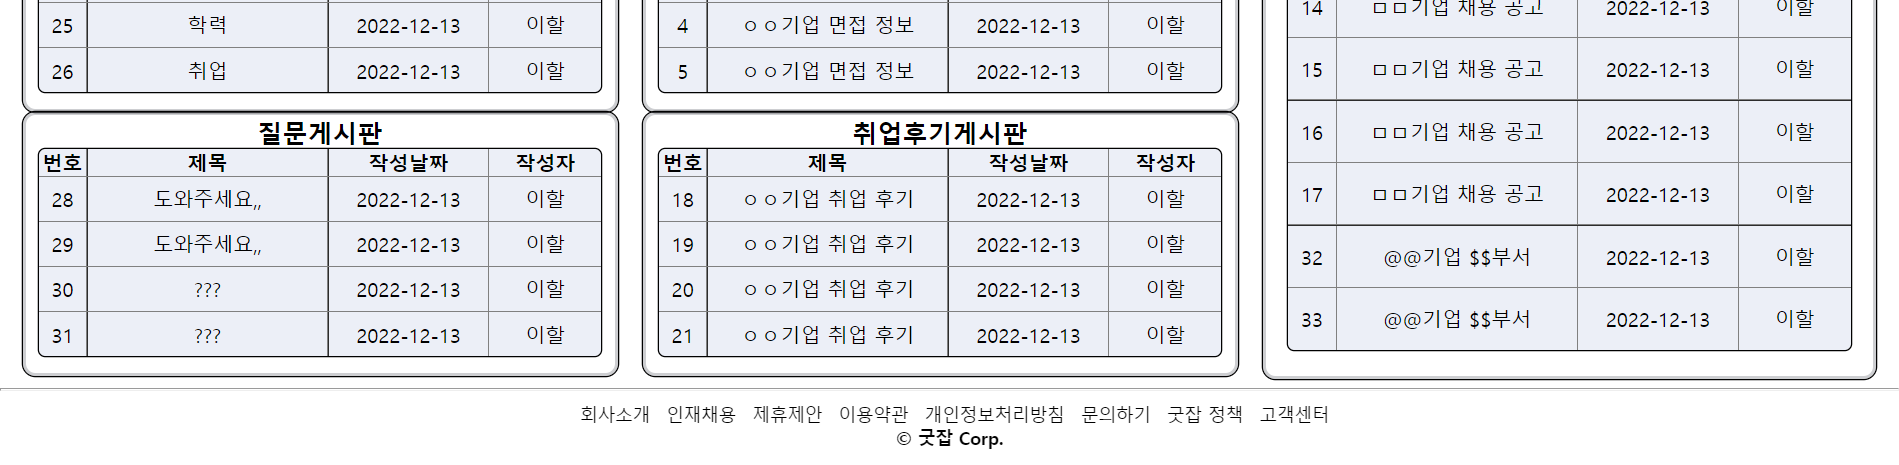 25 학력 2022-12-13 이할
26 취업 2022-12-13 이할
4 ㅇㅇ기업 면접 정보 2022-12-13 이할
5 ㅇㅇ기업 면접 정보 2022-12-13 이할
질문게시판
번호 제목 작성날짜 작성자
28 도와주세요,, 2022-12-13 이할
29 도와주세요,, 2022-12-13 이할
30 ??? 2022-12-13 이할
31 ??? 2022-12-13 이할
취업후기게시판
번호 제목 작성날짜 작성자
18 ㅇㅇ기업 취업 후기 2022-12-13 이할
19 ㅇㅇ기업 취업 후기 2022-12-13 이할
20 ㅇㅇ기업 취업 후기 2022-12-13 이할
21 ㅇㅇ기업 취업 후기 2022-12-13 이할
14 ㅁㅁ기업 채용 공고 2022-12-13 이할
15 ㅁㅁ기업 채용 공고 2022-12-13 이할
16 ㅁㅁ기업 채용 공고 2022-12-13 이할
17 ㅁㅁ기업 채용 공고 2022-12-13 이할
32 @@기업 $$부서 2022-12-13 이할
33 @@기업 $$부서 2022-12-13 이할
회사소개 인재채용 제휴제안 이용약관 개인정보처리방침 문의하기 굿잡 정책 고객센터
© 굿잡 Corp.